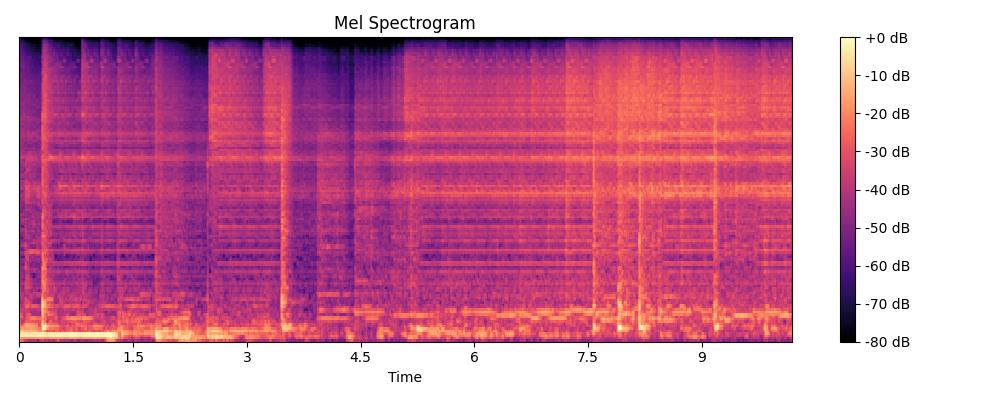 Mel Spectrogram
+0 dB
-10 dB
-20 dB
-30 dB
-40 dB
-50 dB
-60 dB
-70 dB
-80 dB
0 1.5 3 4.5 6 7.5 9
Time